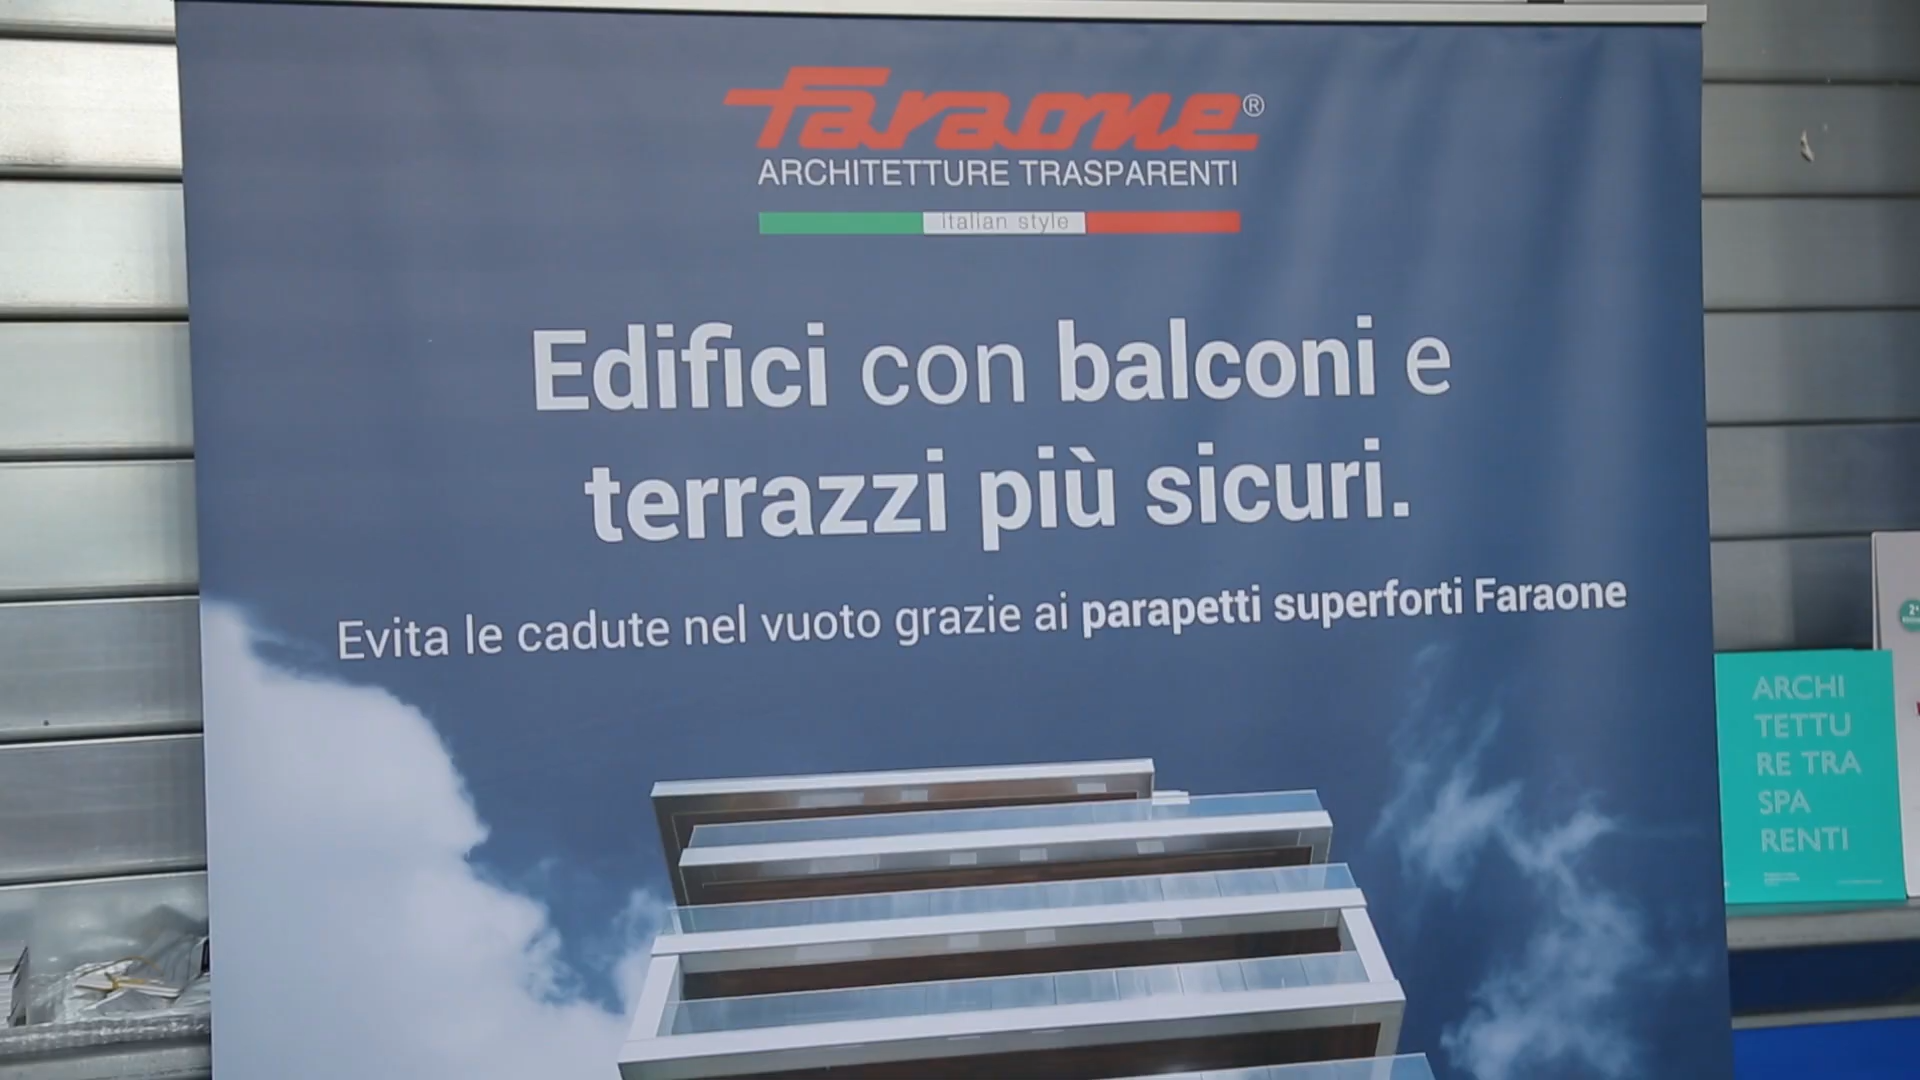 Faraone®
ARCHITETTURE TRASPARENTI
italian style
Edifici con balconi e
terrazzi più sicuri.
Evita le cadute nel vuoto grazie ai parapetti superforti Faraone
ARCHI
TETTU
RE TRA
SPA
RENTI